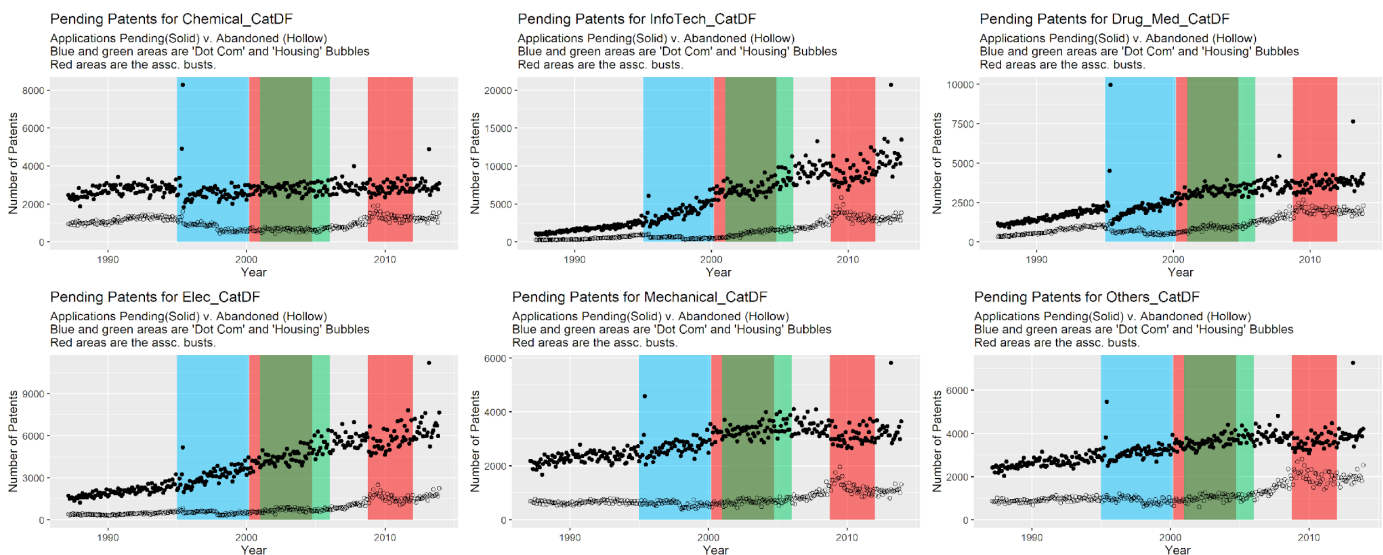 Pending Patents for Chemical_CatDF
Applications Pending(Solid) v. Abandoned (Hollow)
Blue and green areas are 'Dot Com' and 'Housing' Bubbles
Red areas are the assc. busts.
8000
6000
4000
2000
0
Number of Patents
1990
2000
2010
Year
Pending Patents for InfoTech_CatDF
Applications Pending(Solid) v. Abandoned (Hollow)
Blue and green areas are 'Dot Com' and 'Housing' Bubbles
Red areas are the assc. busts.
20000
15000
10000
5000
0
Number of Patents
1990
2000
2010
Year
Pending Patents for Drug_Med_CatDF
Applications Pending(Solid) v. Abandoned (Hollow)
Blue and green areas are 'Dot Com' and 'Housing' Bubbles
Red areas are the assc. busts.
10000
7500
5000
2500
0
Number of Patents
1990
2000
2010
Year
Pending Patents for Elec_CatDF
Applications Pending(Solid) v. Abandoned (Hollow)
Blue and green areas are 'Dot Com' and 'Housing' Bubbles
Red areas are the assc. busts.
9000
6000
3000
0
Number of Patents
1990
2000
2010
Year
Pending Patents for Mechanical_CatDF
Applications Pending(Solid) v. Abandoned (Hollow)
Blue and green areas are 'Dot Com' and 'Housing' Bubbles
Red areas are the assc. busts.
6000
4000
2000
0
Number of Patents
1990
2000
2010
Year
Pending Patents for Others_CatDF
Applications Pending(Solid) v. Abandoned (Hollow)
Blue and green areas are 'Dot Com' and 'Housing' Bubbles
Red areas are the assc. busts.
6000
4000
2000
0
Number of Patents
1990
2000
2010
Year